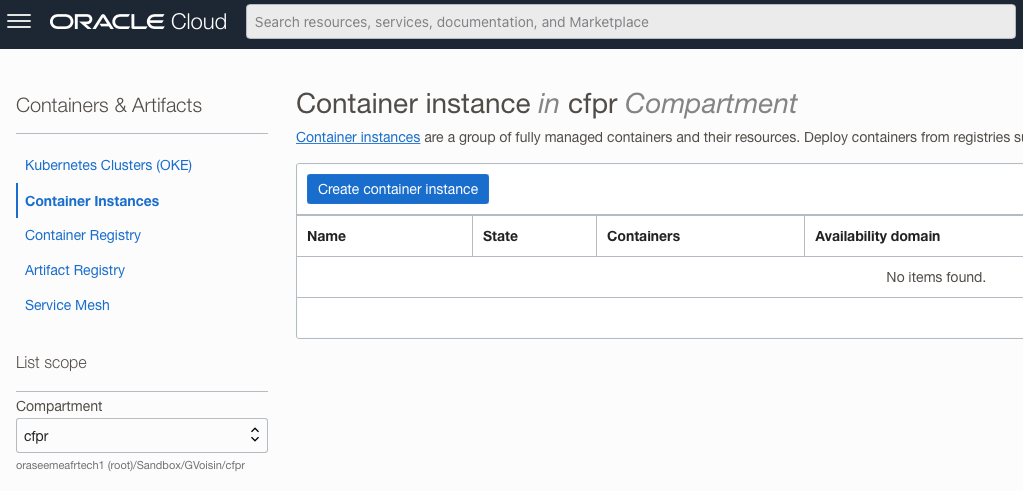 ORACLE Cloud
Search resources, services, documentation, and Marketplace
Containers & Artifacts
Kubernetes Clusters (OKE)
Container Instances
Container Registry
Artifact Registry
Service Mesh
List scope
Compartment
cfpr
oraseemeafrtech1 (root)/Sandbox/GVoisin/cfpr
Container instance in cfpr Compartment
Container instances are a group of fully managed containers and their resources. Deploy containers from registries
Create container instance
Name State Containers Availability domain
No items found.